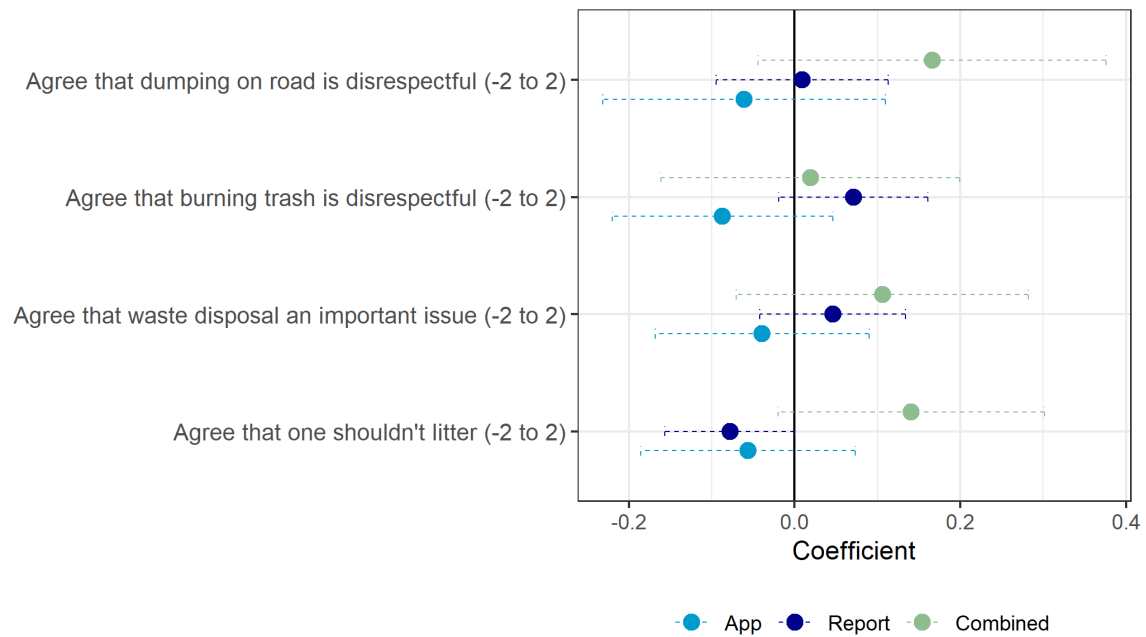 Agree that dumping on road is disrespectful (-2 to 2)
Agree that burning trash is disrespectful (-2 to 2)
Agree that waste disposal an important issue (-2 to 2)
Agree that one shouldn't litter (-2 to 2)
-0.2 0.0 0.2 0.4
Coefficient
App Report Combined